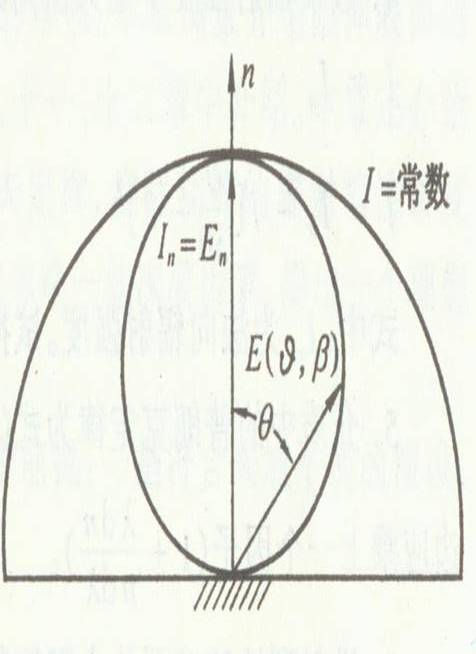 n
I = 常数
Iₙ = Eₙ
E(ϑ, β)
θ